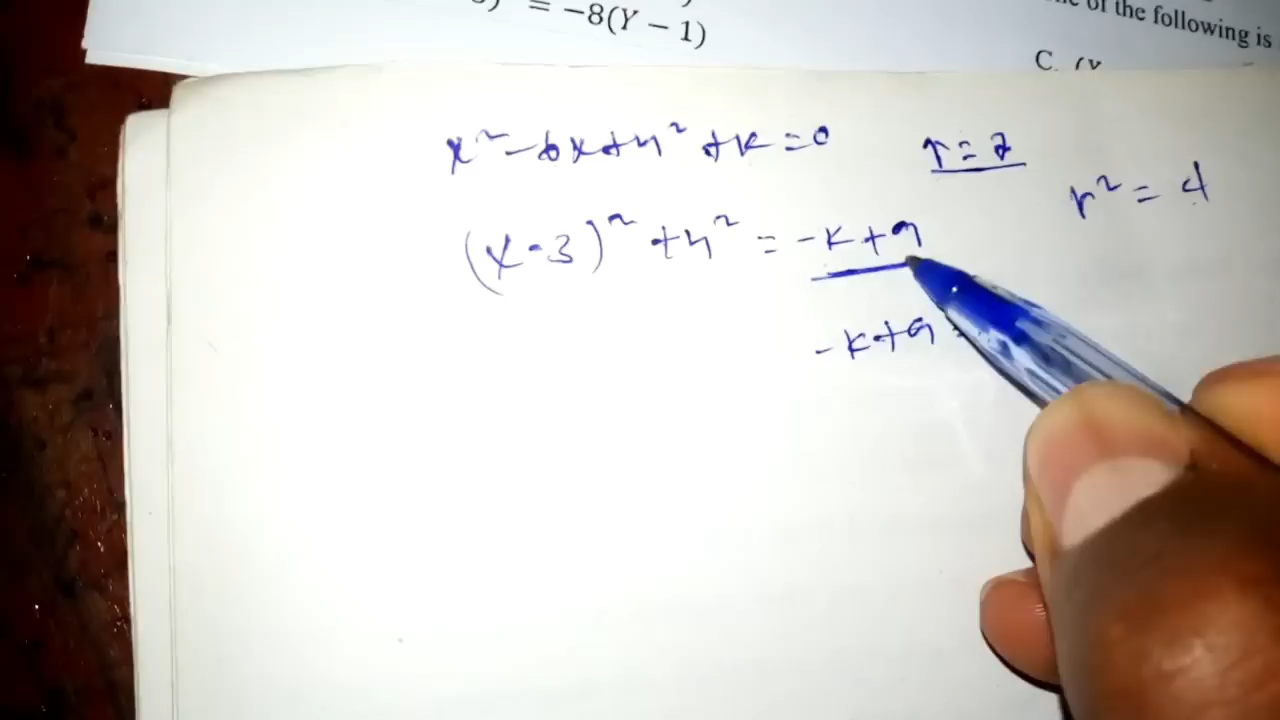 = −8(Y − 1)
of the following is
C. (X
x² - 6x + y² + k = 0
r = 2
r² = 4
(x - 3)² + y² = -k + 9
-k + 9 =